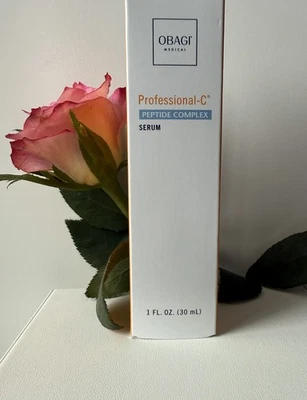 OBAGI
MEDICAL
Professional-C®
PEPTIDE COMPLEX
SERUM
1 FL. OZ. (30 mL)